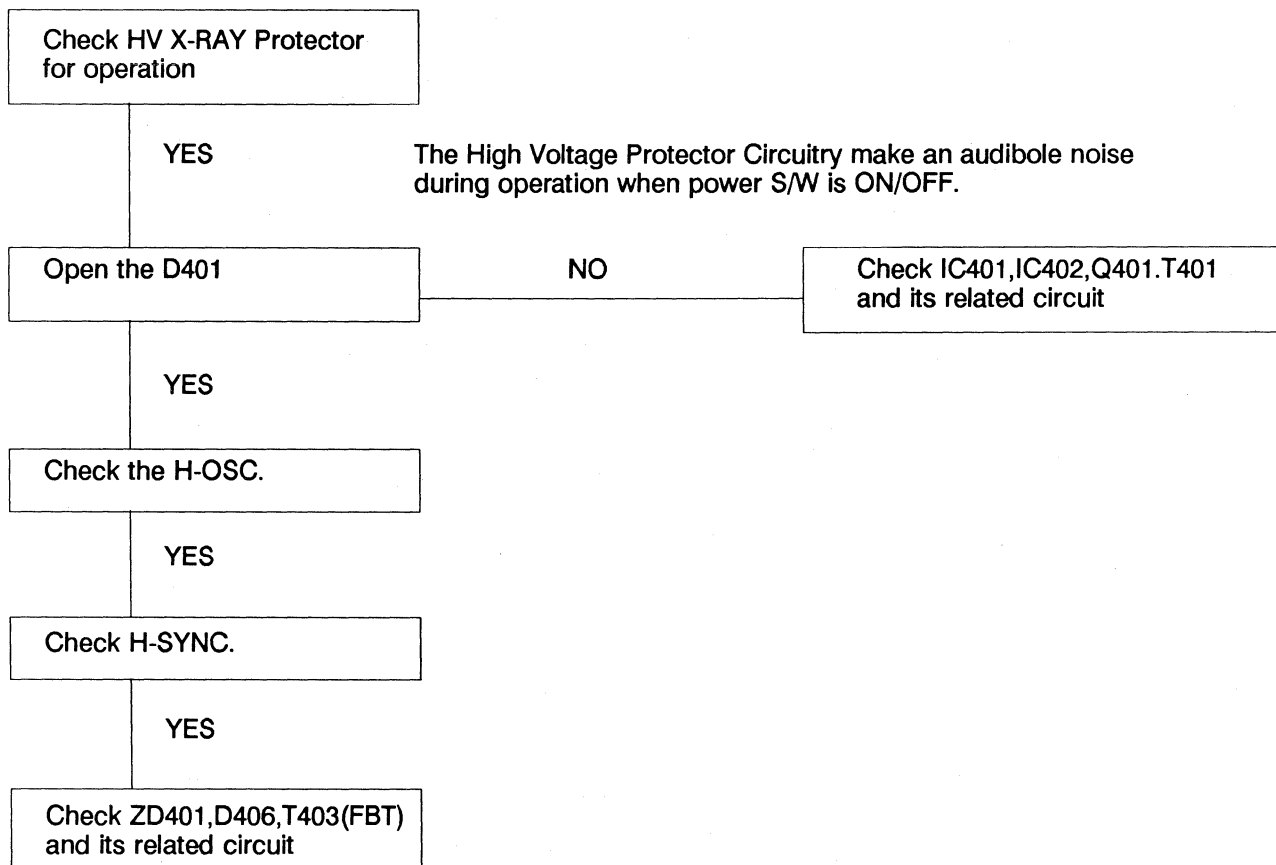 Check HV X-RAY Protector
for operation
YES
The High Voltage Protector Circuitry make an audibole noise
during operation when power S/W is ON/OFF.
Open the D401
NO
Check IC401,IC402,Q401.T401
and its related circuit
YES
Check the H-OSC.
YES
Check H-SYNC.
YES
Check ZD401,D406,T403(FBT)
and its related circuit